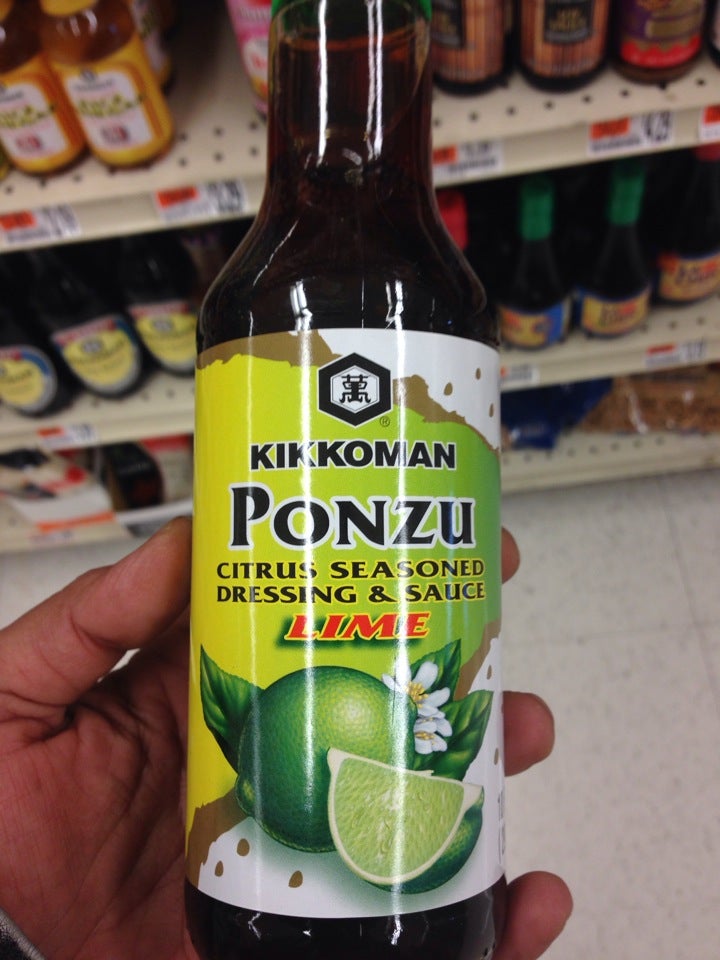 萬
®
KIKKOMAN
PONZU
CITRUS SEASONED
DRESSING & SAUCE
LIME